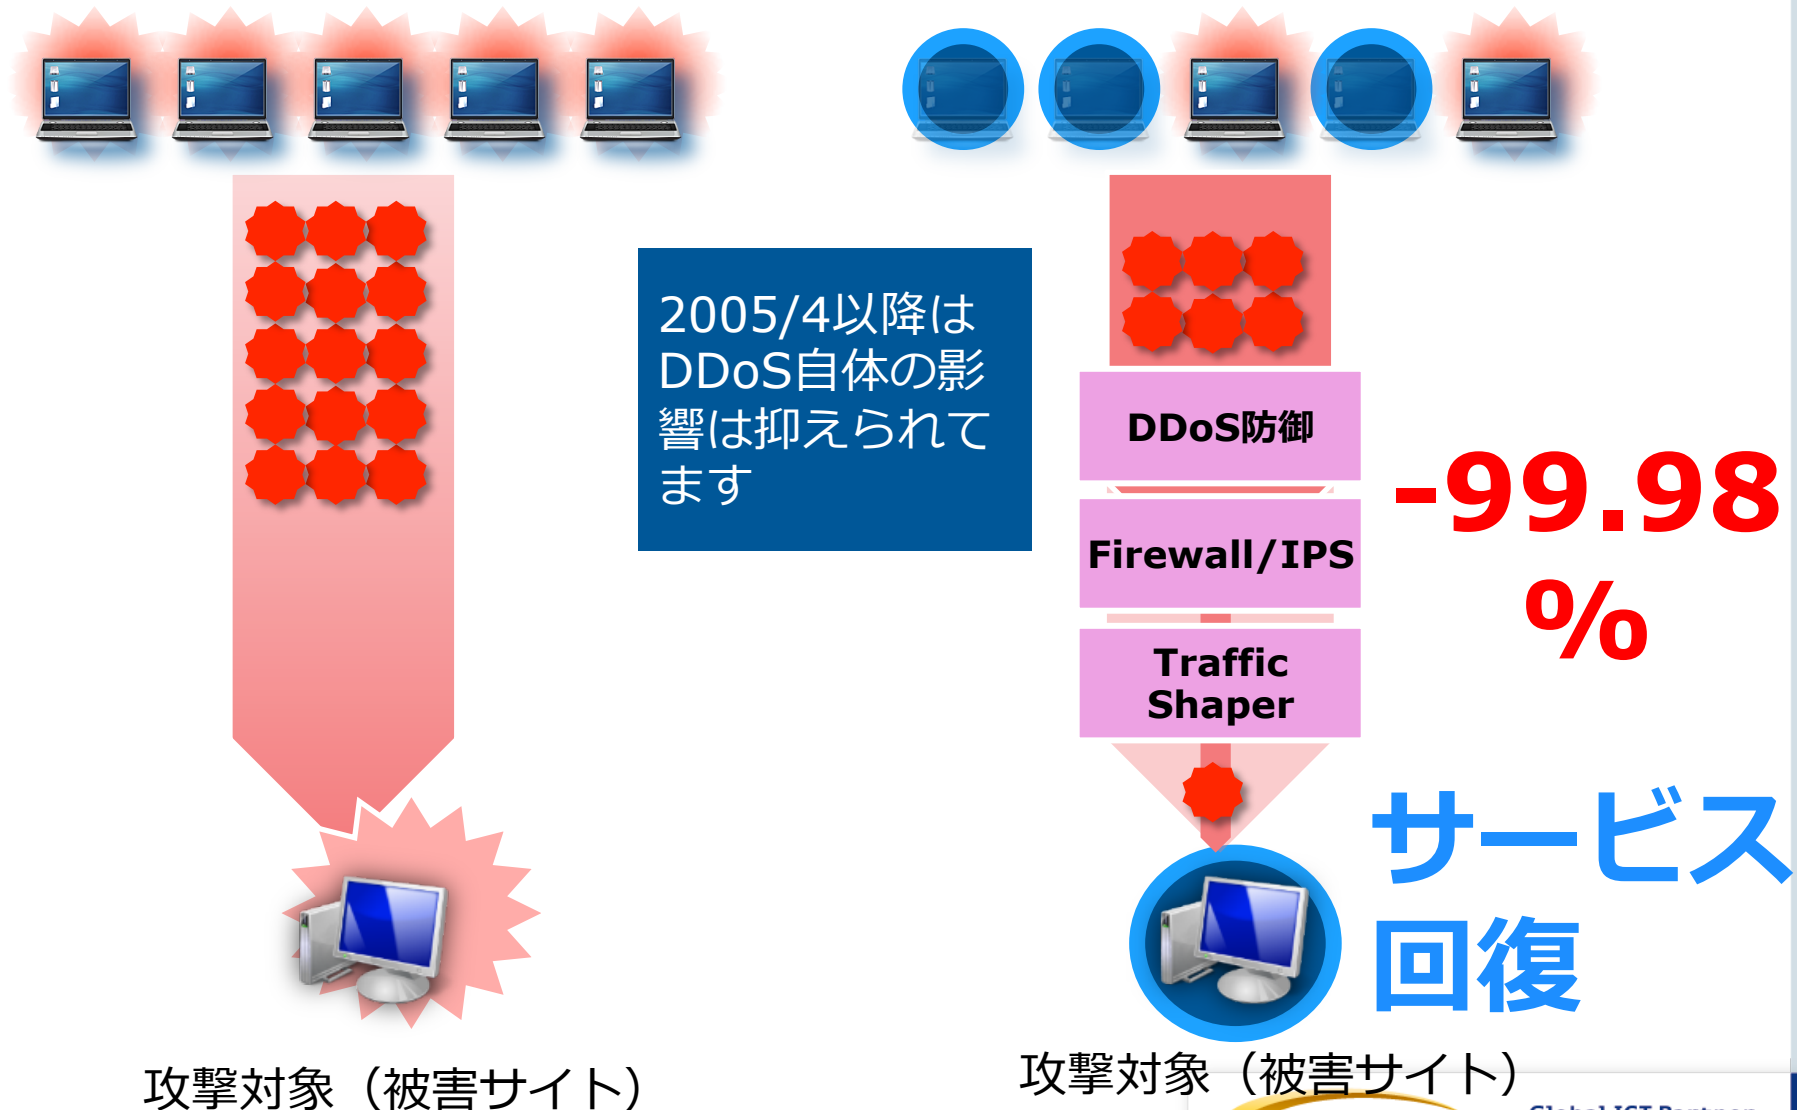 2005/4以降は
DDoS自体の影
響は抑えられて
ます
DDoS防御
Firewall/IPS
Traffic
Shaper
-99.98
%
サービス
回復
攻撃対象（被害サイト）
攻撃対象（被害サイト）
Global ICT Partner